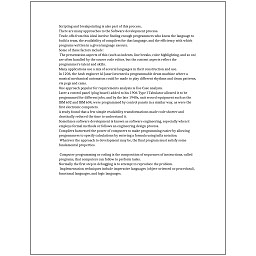 Scripting and breakpointing is also part of this process.
There are many approaches to the Software development process.
Trade-offs from this ideal involve finding enough programmers who know the language to
build a team, the availability of compilers for that language, and the efficiency with which
programs written in a given language execute.
Some of these factors include:
The presentation aspects of this (such as indents, line breaks, color highlighting, and so on)
are often handled by the source code editor, but the content aspects reflect the
programmer's talent and skills.
Many applications use a mix of several languages in their construction and use.
In 1206, the Arab engineer Al-Jazari invented a programmable drum machine where a
musical mechanical automaton could be made to play different rhythms and drum patterns,
via pegs and cams.
One approach popular for requirements analysis is Use Case analysis.
Later a control panel (plug board) added to his 1906 Type I Tabulator allowed it to be
programmed for different jobs, and by the late 1940s, unit record equipment such as the
IBM 602 and IBM 604, were programmed by control panels in a similar way, as were the
first electronic computers.
A study found that a few simple readability transformations made code shorter and
drastically reduced the time to understand it.
Sometimes software development is known as software engineering, especially when it
employs formal methods or follows an engineering design process.
Compilers harnessed the power of computers to make programming easier by allowing
programmers to specify calculations by entering a formula using infix notation.
Whatever the approach to development may be, the final program must satisfy some
fundamental properties.
Computer programming or coding is the composition of sequences of instructions, called
programs, that computers can follow to perform tasks.
Normally the first step in debugging is to attempt to reproduce the problem.
Implementation techniques include imperative languages (object-oriented or procedural),
functional languages, and logic languages.